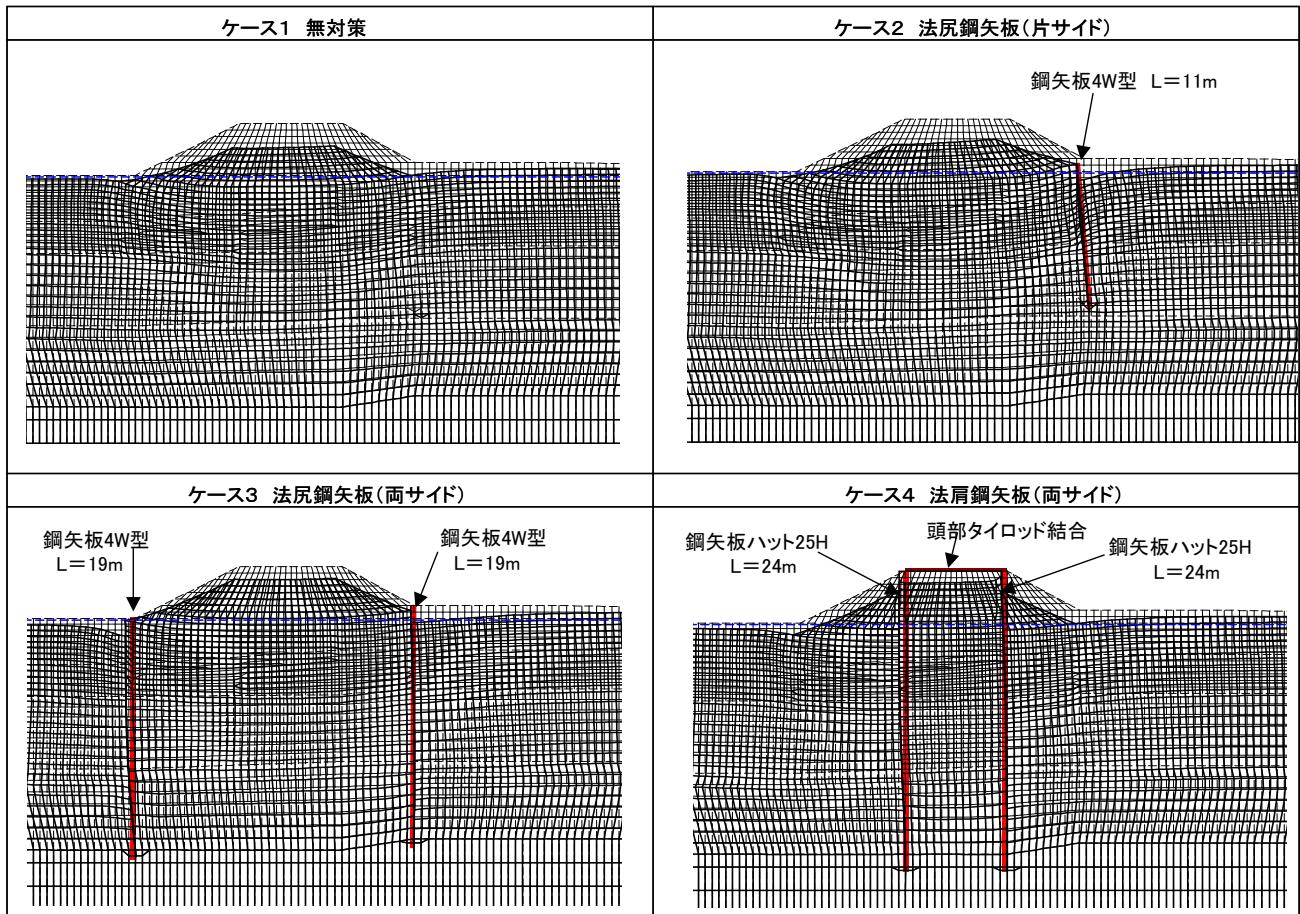 ケース1 無対策
ケース2 法尻鋼矢板(片サイド)
鋼矢板4W型 L=11m
ケース3 法尻鋼矢板(両サイド)
鋼矢板4W型
L=19m
鋼矢板4W型
L=19m
ケース4 法肩鋼矢板(両サイド)
頭部タイロッド結合
鋼矢板ハット25H
L=24m
鋼矢板ハット25H
L=24m